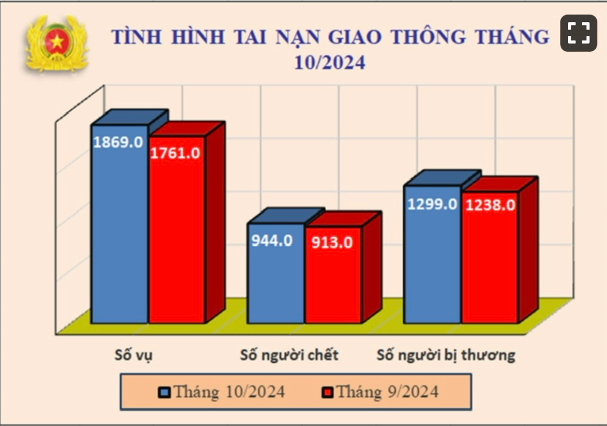 TÌNH HÌNH TAI NẠN GIAO THÔNG THÁNG
10/2024
1869.0
1761.0
944.0
913.0
1299.0
1238.0
Số vụ
Số người chết
Số người bị thương
Tháng 10/2024
Tháng 9/2024